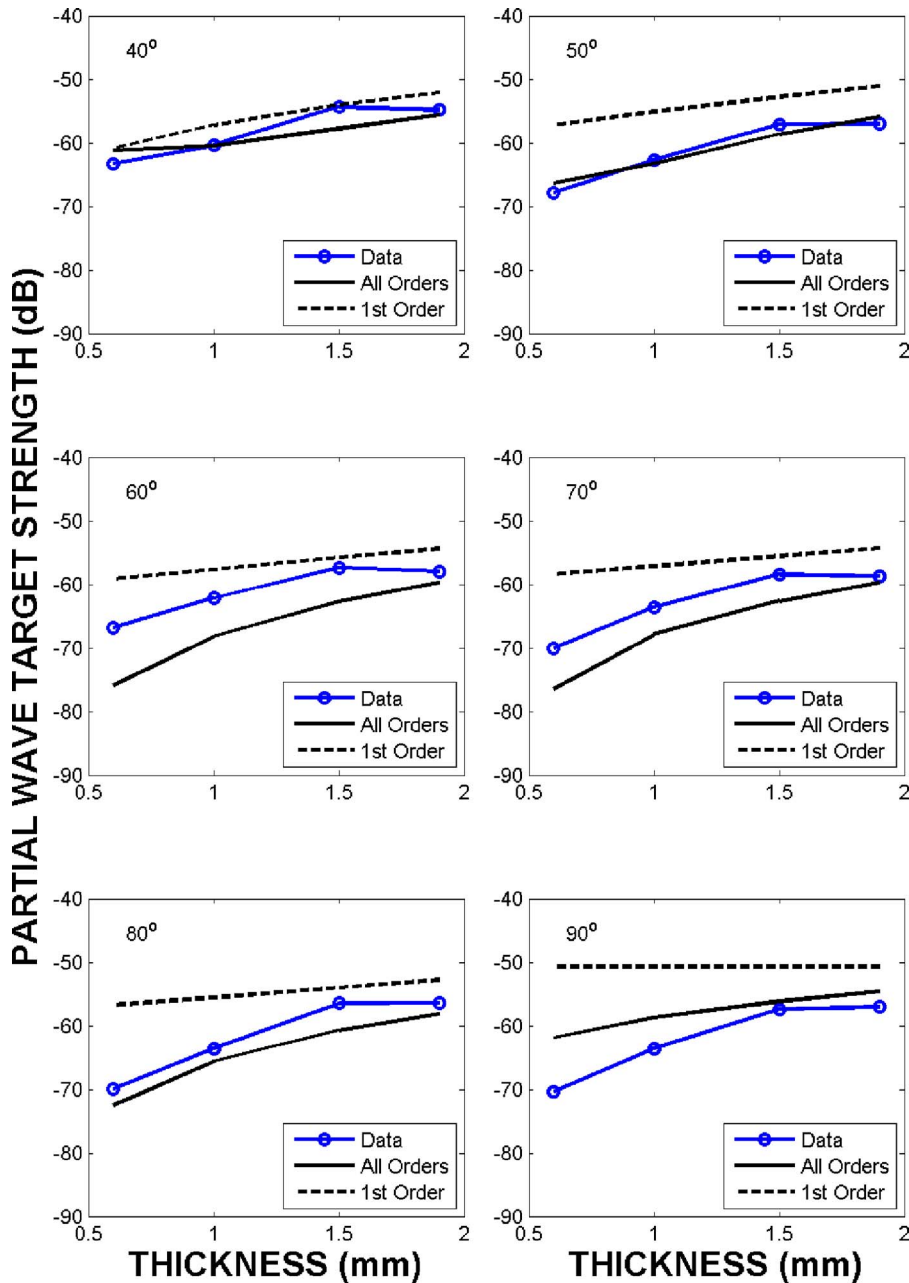 PARTIAL WAVE TARGET STRENGTH (dB)
-40
-50
-60
-70
-80
-90
40°
Data
All Orders
1st Order
0.5 1 1.5 2
-40
-50
-60
-70
-80
-90
50°
Data
All Orders
1st Order
0.5 1 1.5 2
-40
-50
-60
-70
-80
-90
60°
Data
All Orders
1st Order
0.5 1 1.5 2
-40
-50
-60
-70
-80
-90
70°
Data
All Orders
1st Order
0.5 1 1.5 2
-40
-50
-60
-70
-80
-90
80°
Data
All Orders
1st Order
0.5 1 1.5 2
THICKNESS (mm)
-40
-50
-60
-70
-80
-90
90°
Data
All Orders
1st Order
0.5 1 1.5 2
THICKNESS (mm)